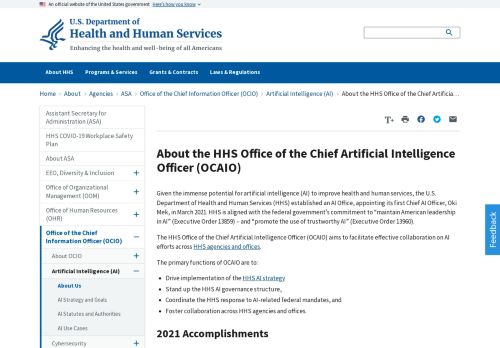 An official website of the United States government Here's how you know
U.S. Department of
Health and Human Services
Enhancing the health and well-being of all Americans
About HHS Programs & Services Grants & Contracts Laws & Regulations
Home > About > Agencies > ASA > Office of the Chief Information Officer (OCIO) > Artificial Intelligence (AI) > About the HHS Office of the Chief Artificia...
Assistant Secretary for
Administration (ASA)
HHS COVID-19 Workplace Safety
Plan
About ASA
EEO, Diversity & Inclusion
Office of Organizational
Management (OOM)
Office of Human Resources
(OHR)
Office of the Chief
Information Officer (OCIO)
About OCIO
Artificial Intelligence (AI)
About Us
AI Strategy and Goals
AI Statutes and Authorities
AI Use Cases
Cybersecurity
T+
About the HHS Office of the Chief Artificial Intelligence
Officer (OCAIO)
Given the immense potential for artificial intelligence (AI) to improve health and human services, the U.S.
Department of Health and Human Services (HHS) established an AI Office, appointing its first Chief AI Officer, Oki
Mek, in March 2021. HHS is aligned with the federal government's commitment to "maintain American leadership
in AI" (Executive Order 13859) – and "promote the use of trustworthy AI" (Executive Order 13960).
The HHS Office of the Chief Artificial Intelligence Officer (OCAIO) aims to facilitate effective collaboration on AI
efforts across HHS agencies and offices.
The primary functions of OCAIO are to:
• Drive implementation of the HHS AI strategy
• Stand up the HHS AI governance structure,
• Coordinate the HHS response to AI-related federal mandates, and
• Foster collaboration across HHS agencies and offices.
2021 Accomplishments
Feedback